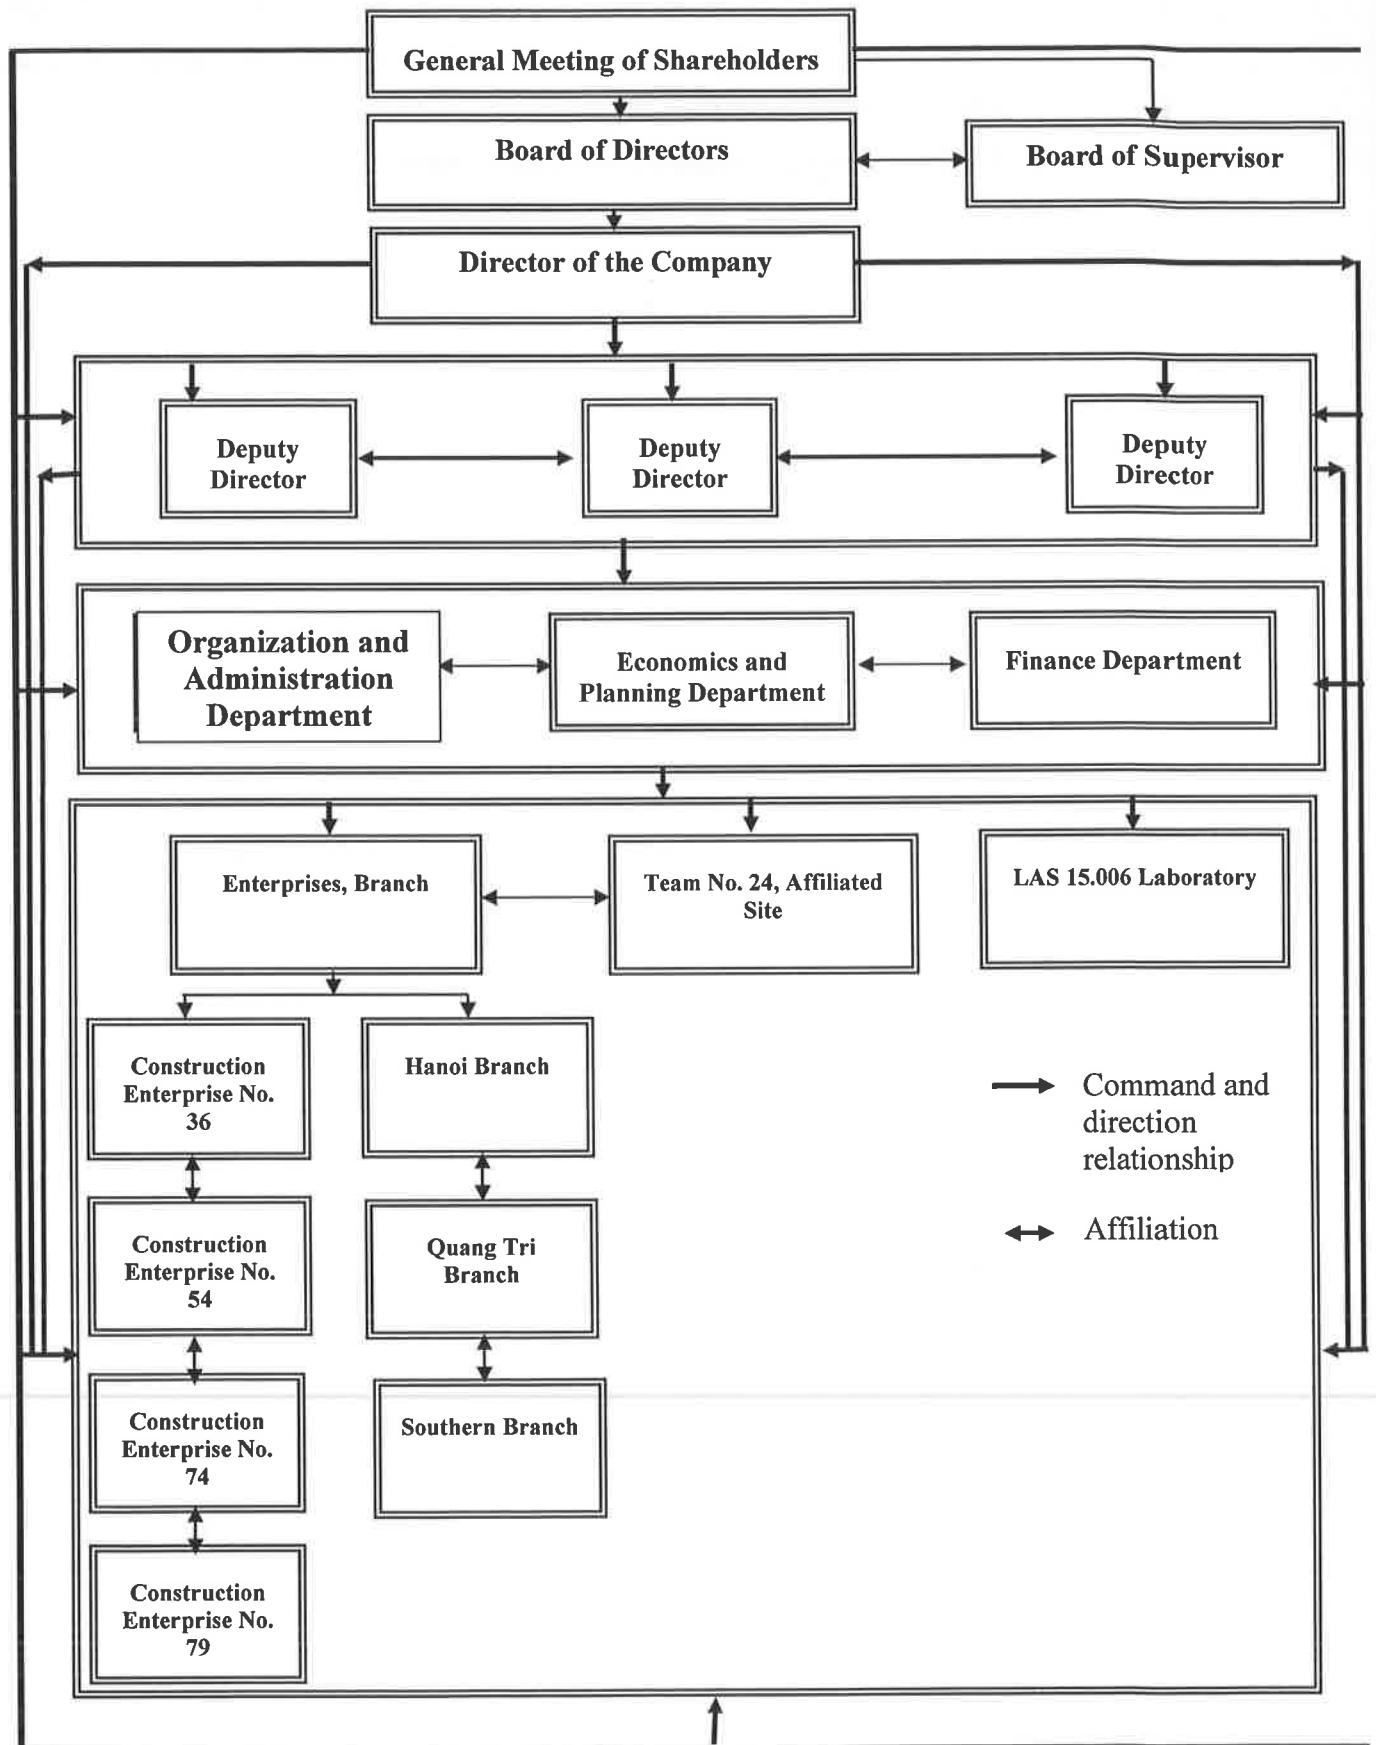 General Meeting of Shareholders
Board of Directors
Board of Supervisor
Director of the Company
Deputy
Director
Deputy
Director
Deputy
Director
Organization and
Administration
Department
Economics and
Planning Department
Finance Department
Enterprises, Branch
Team No. 24, Affiliated
Site
LAS 15.006 Laboratory
Construction
Enterprise No.
36
Hanoi Branch
Construction
Enterprise No.
54
Quang Tri
Branch
Construction
Enterprise No.
74
Southern Branch
Construction
Enterprise No.
79
Command and
direction
relationship
Affiliation